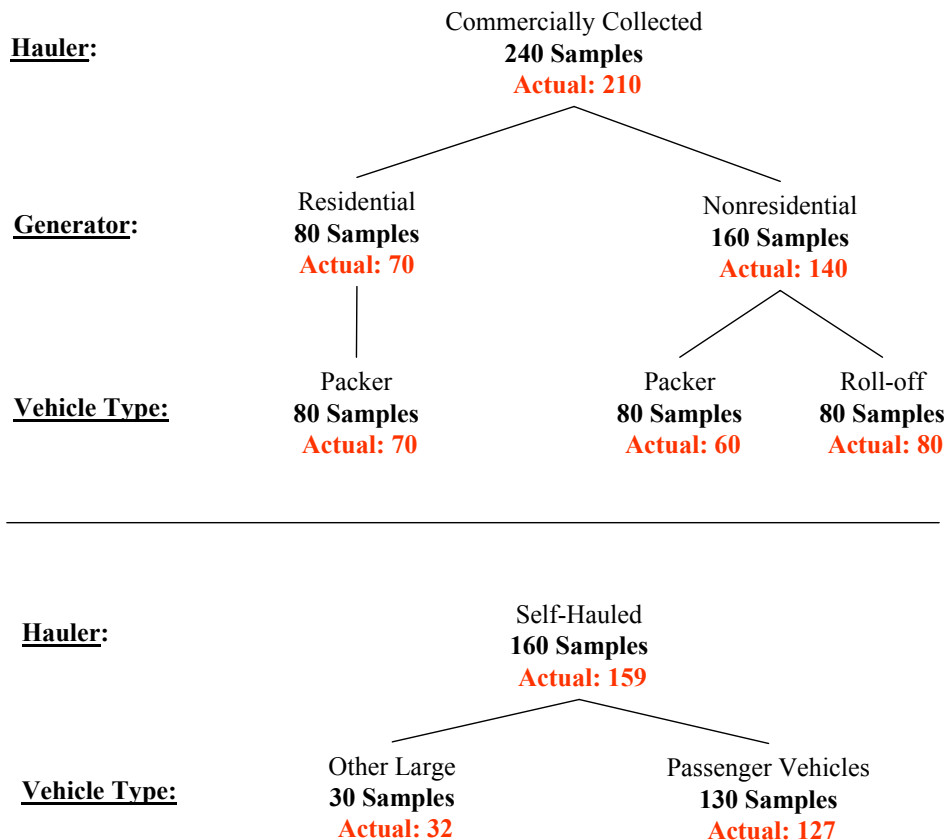 Commercially Collected
Hauler:
240 Samples
Actual: 210
Residential
Nonresidential
Generator:
80 Samples
160 Samples
Actual: 70
Actual: 140
Packer
Packer
Roll-off
Vehicle Type:
80 Samples
80 Samples
80 Samples
Actual: 70
Actual: 60
Actual: 80
Self-Hauled
Hauler:
160 Samples
Actual: 159
Other Large
Passenger Vehicles
Vehicle Type:
30 Samples
130 Samples
Actual: 32
Actual: 127